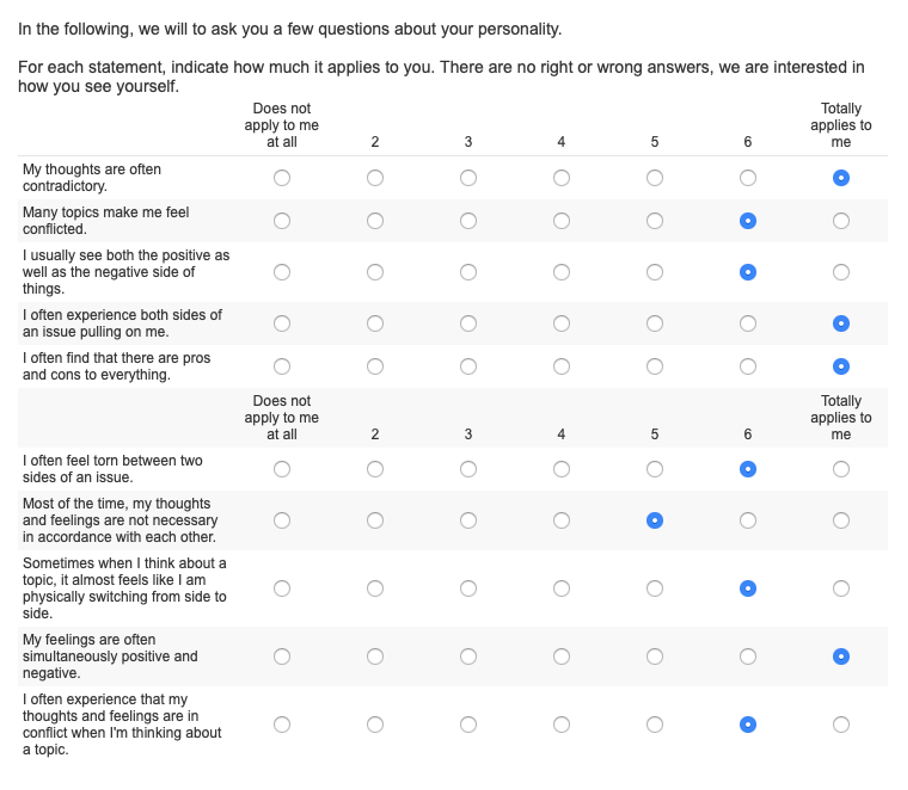 In the following, we will to ask you a few questions about your personality.
For each statement, indicate how much it applies to you. There are no right or wrong answers, we are interested in
how you see yourself.
Does not
apply to me
at all
2
3
4
5
6
Totally
applies to
me
My thoughts are often
contradictory.
Many topics make me feel
conflicted.
I usually see both the positive as
well as the negative side of
things.
I often experience both sides of
an issue pulling on me.
I often find that there are pros
and cons to everything.
Does not
apply to me
at all
2
3
4
5
6
Totally
applies to
me
I often feel torn between two
sides of an issue.
Most of the time, my thoughts
and feelings are not necessary
in accordance with each other.
Sometimes when I think about a
topic, it almost feels like I am
physically switching from side to
side.
My feelings are often
simultaneously positive and
negative.
I often experience that my
thoughts and feelings are in
conflict when I'm thinking about
a topic.